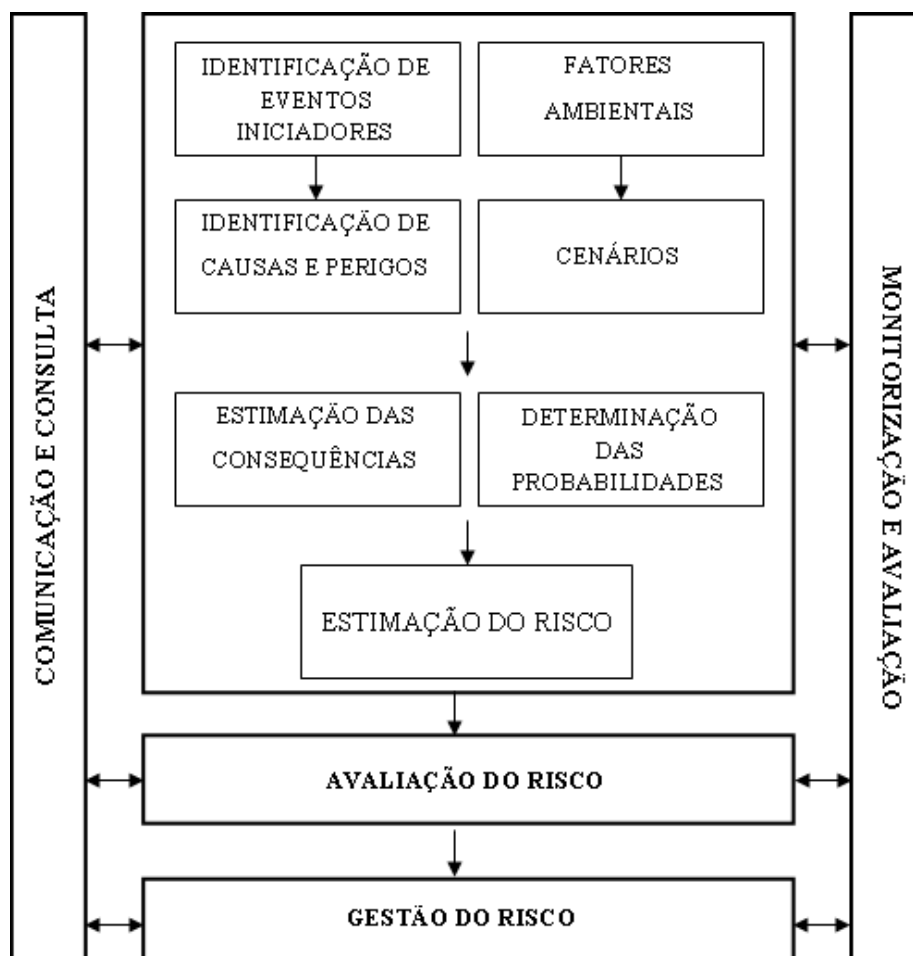 COMUNICAÇÃO E CONSULTA
IDENTIFICAÇÃO DE
EVENTOS
INICIADORES
FATORES
AMBIENTAIS
IDENTIFICAÇÃO DE
CAUSAS E PERIGOS
CENÁRIOS
ESTIMAÇÃO DAS
CONSEQUÊNCIAS
DETERMINAÇÃO
DAS
PROBABILIDADES
ESTIMAÇÃO DO RISCO
AVALIAÇÃO DO RISCO
GESTÃO DO RISCO
MONITORIZAÇÃO E AVALIAÇÃO